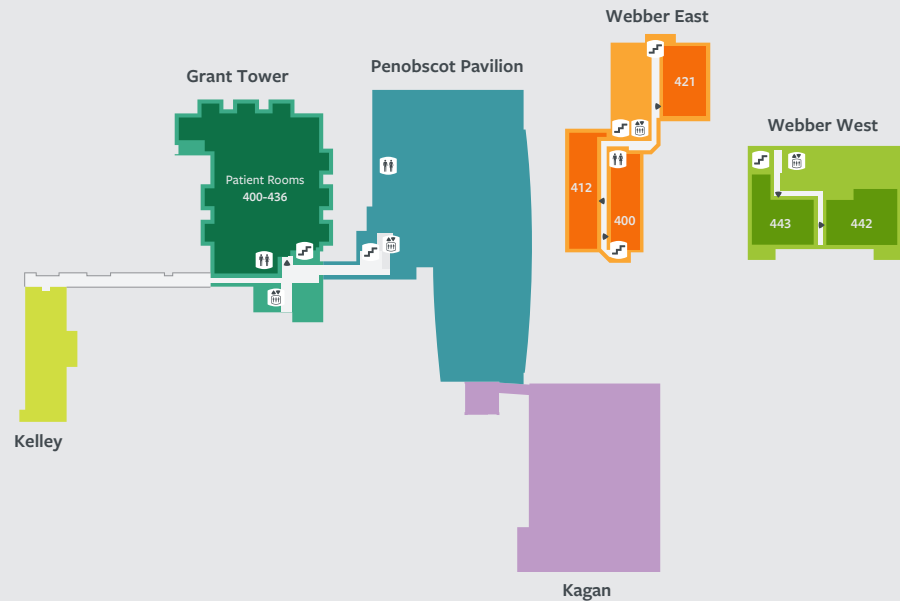 Webber East
Penobscot Pavilion
Grant Tower
421
Webber West
Patient Rooms
400-436
412
400
443
442
Kelley
Kagan